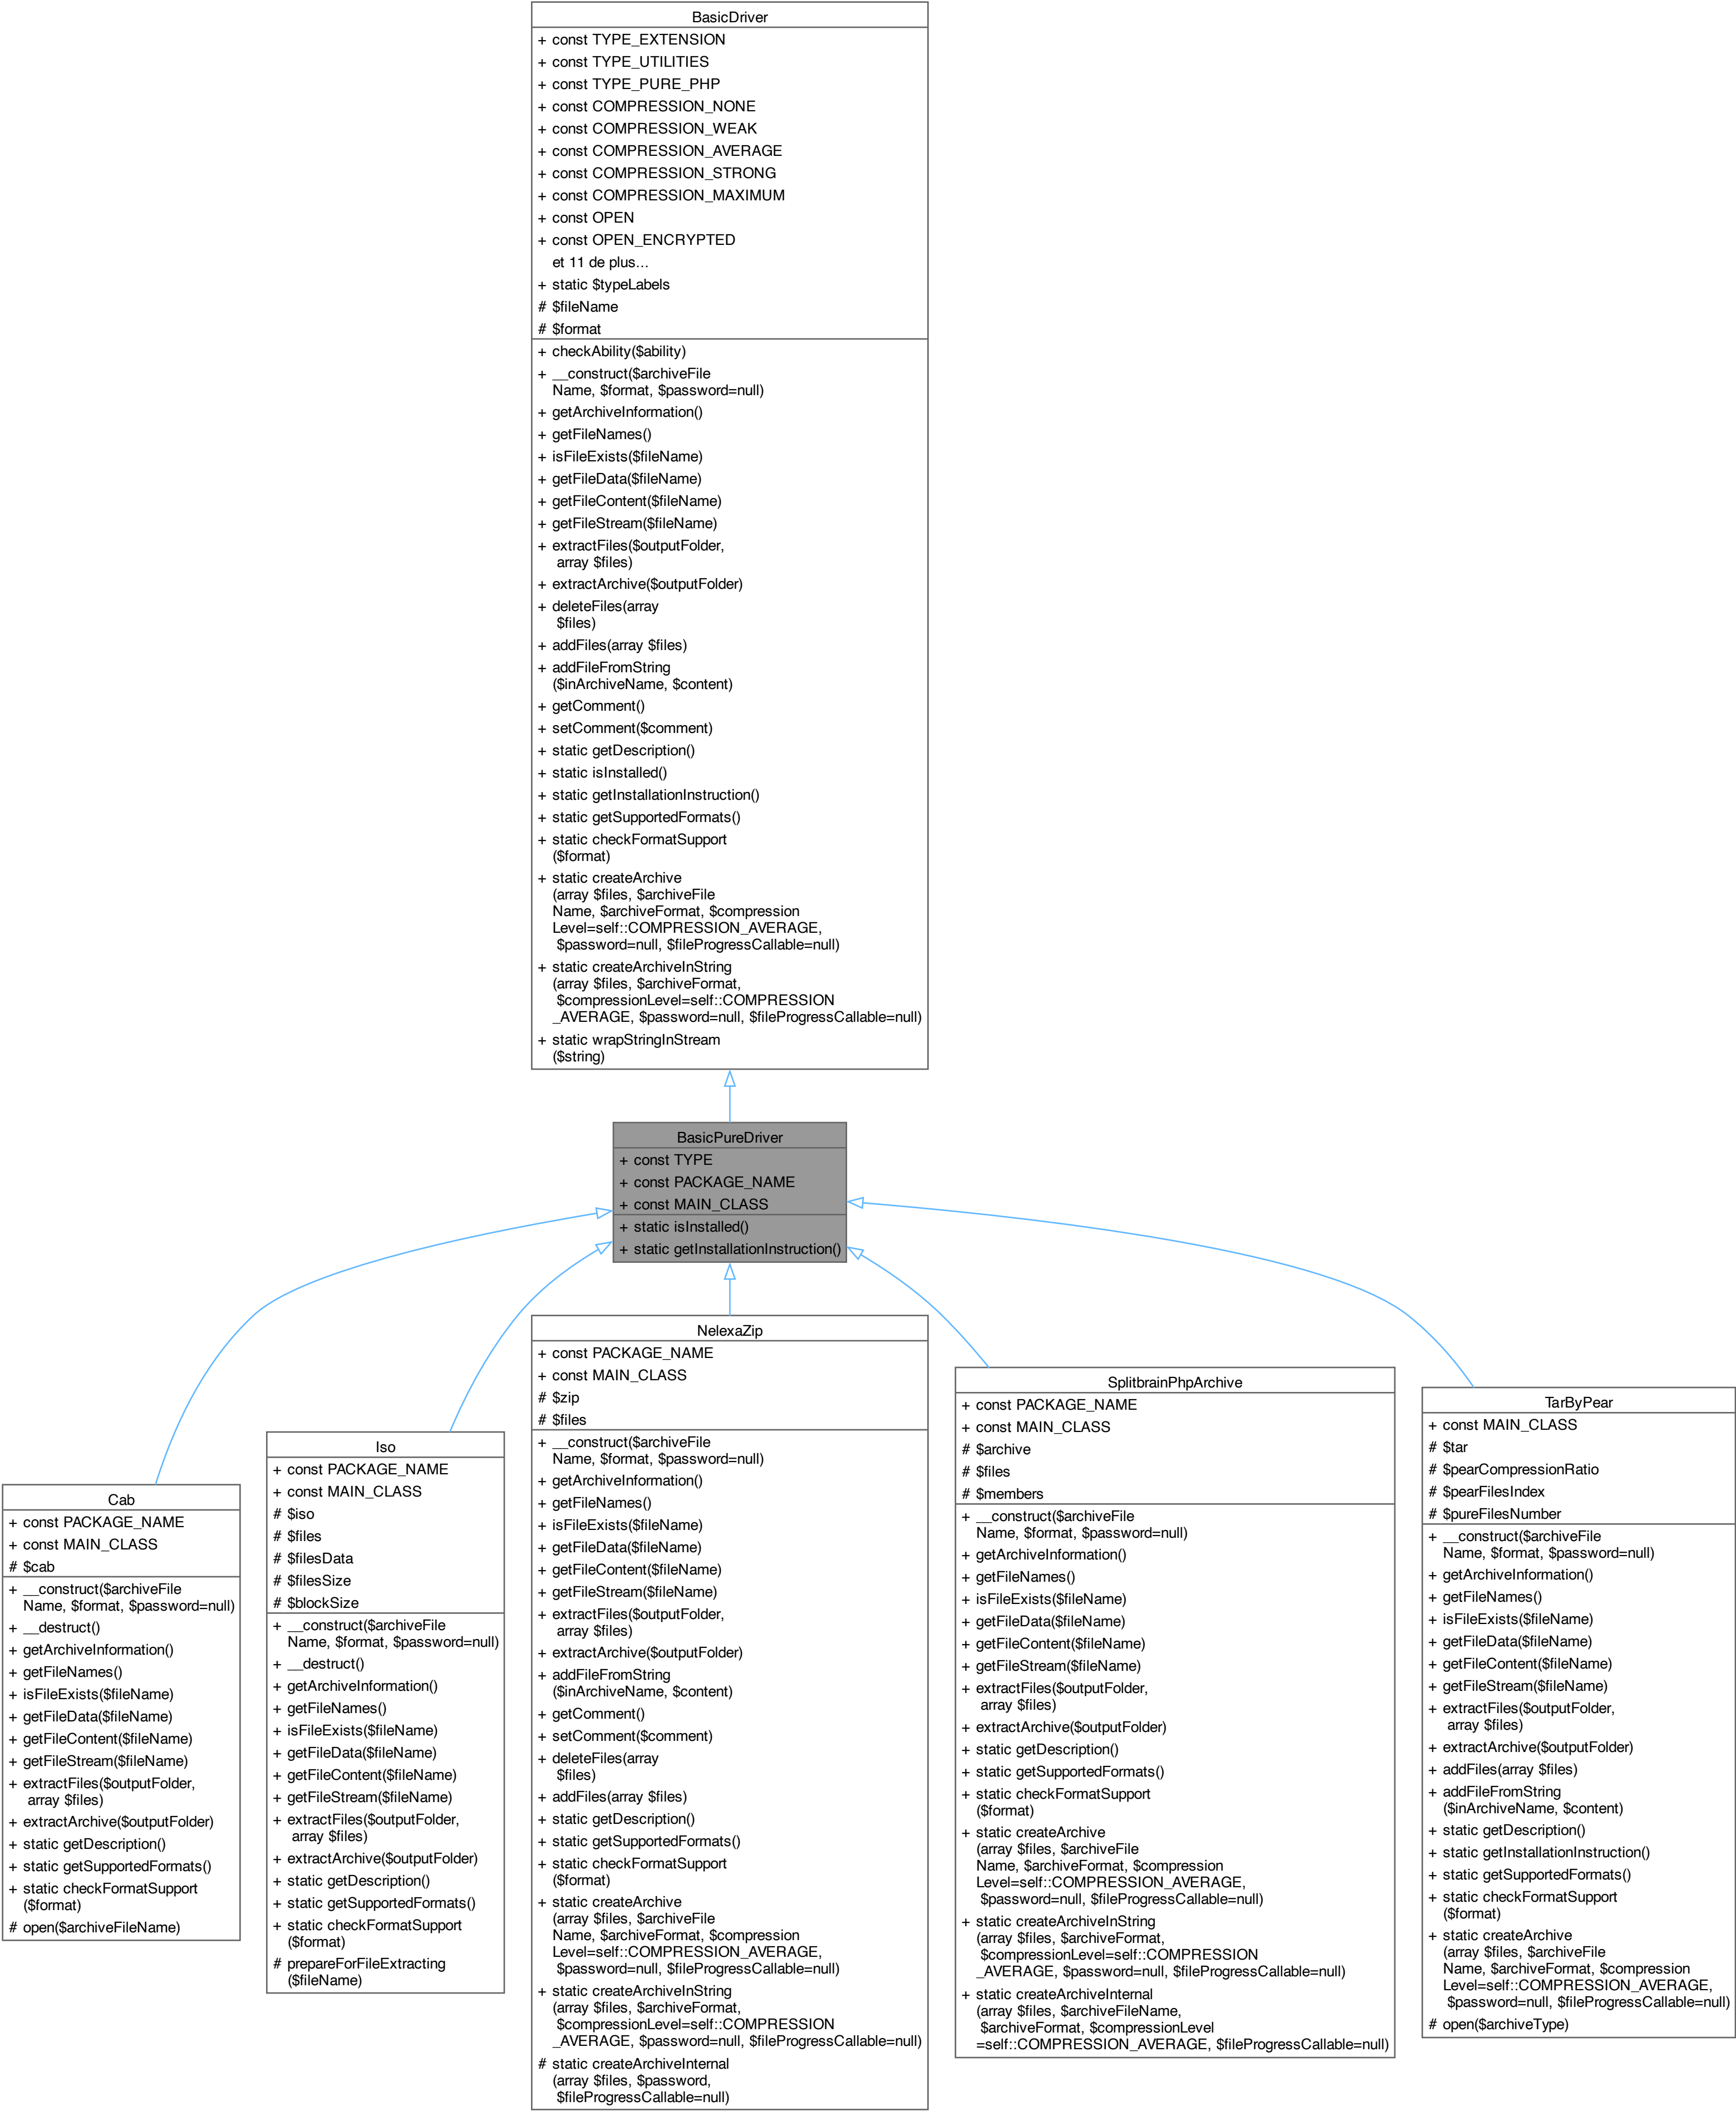 BasicDriver
+ const TYPE_EXTENSION
+ const TYPE_UTILITIES
+ const TYPE_PURE_PHP
+ const COMPRESSION_NONE
+ const COMPRESSION_WEAK
+ const COMPRESSION_AVERAGE
+ const COMPRESSION_STRONG
+ const COMPRESSION_MAXIMUM
+ const OPEN
+ const OPEN_ENCRYPTED
et 11 de plus...
+ static $typeLabels
# $fileName
# $format
+ checkAbility($ability)
+ __construct($archiveFile
Name, $format, $password=null)
+ getArchiveInformation()
+ getFileNames()
+ isFileExists($fileName)
+ getFileData($fileName)
+ getFileContent($fileName)
+ getFileStream($fileName)
+ extractFiles($outputFolder,
array $files)
+ extractArchive($outputFolder)
+ deleteFiles(array
$files)
+ addFiles(array $files)
+ addFileFromString
($inArchiveName, $content)
+ getComment()
+ setComment($comment)
+ static getDescription()
+ static isInstalled()
+ static getInstallationInstruction()
+ static getSupportedFormats()
+ static checkFormatSupport
($format)
+ static createArchive
(array $files, $archiveFile
Name, $archiveFormat, $compression
Level=self::COMPRESSION_AVERAGE,
$password=null, $fileProgressCallable=null)
+ static createArchiveInString
(array $files, $archiveFormat,
$compressionLevel=self::COMPRESSION
_AVERAGE, $password=null, $fileProgressCallable=null)
+ static wrapStringInStream
($string)
BasicPureDriver
+ const TYPE
+ const PACKAGE_NAME
+ const MAIN_CLASS
+ static isInstalled()
+ static getInstallationInstruction()
Cab
+ const PACKAGE_NAME
+ const MAIN_CLASS
# $cab
+ __construct($archiveFile
Name, $format, $password=null)
+ __destruct()
+ getArchiveInformation()
+ getFileNames()
+ isFileExists($fileName)
+ getFileData($fileName)
+ getFileContent($fileName)
+ getFileStream($fileName)
+ extractFiles($outputFolder,
array $files)
+ extractArchive($outputFolder)
+ static getDescription()
+ static getSupportedFormats()
+ static checkFormatSupport
($format)
# open($archiveFileName)
Iso
+ const PACKAGE_NAME
+ const MAIN_CLASS
# $iso
# $files
# $filesData
# $filesSize
# $blockSize
+ __construct($archiveFile
Name, $format, $password=null)
+ __destruct()
+ getArchiveInformation()
+ getFileNames()
+ isFileExists($fileName)
+ getFileData($fileName)
+ getFileContent($fileName)
+ getFileStream($fileName)
+ extractFiles($outputFolder,
array $files)
+ extractArchive($outputFolder)
+ static getDescription()
+ static getSupportedFormats()
+ static checkFormatSupport
($format)
# prepareForFileExtracting
($fileName)
NelexaZip
+ const PACKAGE_NAME
+ const MAIN_CLASS
# $zip
# $files
+ __construct($archiveFile
Name, $format, $password=null)
+ getArchiveInformation()
+ getFileNames()
+ isFileExists($fileName)
+ getFileData($fileName)
+ getFileContent($fileName)
+ getFileStream($fileName)
+ extractFiles($outputFolder,
array $files)
+ extractArchive($outputFolder)
+ addFileFromString
($inArchiveName, $content)
+ getComment()
+ setComment($comment)
+ deleteFiles(array
$files)
+ addFiles(array $files)
+ static getDescription()
+ static getSupportedFormats()
+ static checkFormatSupport
($format)
+ static createArchive
(array $files, $archiveFile
Name, $archiveFormat, $compression
Level=self::COMPRESSION_AVERAGE,
$password=null, $fileProgressCallable=null)
+ static createArchiveInString
(array $files, $archiveFormat,
$compressionLevel=self::COMPRESSION
_AVERAGE, $password=null, $fileProgressCallable=null)
# static createArchiveInternal
(array $files, $password,
$fileProgressCallable=null)
SplitbrainPhpArchive
+ const PACKAGE_NAME
+ const MAIN_CLASS
# $archive
# $files
# $members
+ __construct($archiveFile
Name, $format, $password=null)
+ getArchiveInformation()
+ getFileNames()
+ isFileExists($fileName)
+ getFileData($fileName)
+ getFileContent($fileName)
+ getFileStream($fileName)
+ extractFiles($outputFolder,
array $files)
+ extractArchive($outputFolder)
+ static getDescription()
+ static getSupportedFormats()
+ static checkFormatSupport
($format)
+ static createArchive
(array $files, $archiveFile
Name, $archiveFormat, $compression
Level=self::COMPRESSION_AVERAGE,
$password=null, $fileProgressCallable=null)
+ static createArchiveInString
(array $files, $archiveFormat,
$compressionLevel=self::COMPRESSION
_AVERAGE, $password=null, $fileProgressCallable=null)
+ static createArchiveInternal
(array $files, $archiveFileName,
$archiveFormat, $compressionLevel
=self::COMPRESSION_AVERAGE, $fileProgressCallable=null)
TarByPear
+ const MAIN_CLASS
# $tar
# $pearCompressionRatio
# $pearFilesIndex
# $pureFilesNumber
+ __construct($archiveFile
Name, $format, $password=null)
+ getArchiveInformation()
+ getFileNames()
+ isFileExists($fileName)
+ getFileData($fileName)
+ getFileContent($fileName)
+ getFileStream($fileName)
+ extractFiles($outputFolder,
array $files)
+ extractArchive($outputFolder)
+ addFiles(array $files)
+ addFileFromString
($inArchiveName, $content)
+ static getDescription()
+ static getInstallationInstruction()
+ static getSupportedFormats()
+ static checkFormatSupport
($format)
+ static createArchive
(array $files, $archiveFile
Name, $archiveFormat, $compression
Level=self::COMPRESSION_AVERAGE,
$password=null, $fileProgressCallable=null)
# open($archiveType)